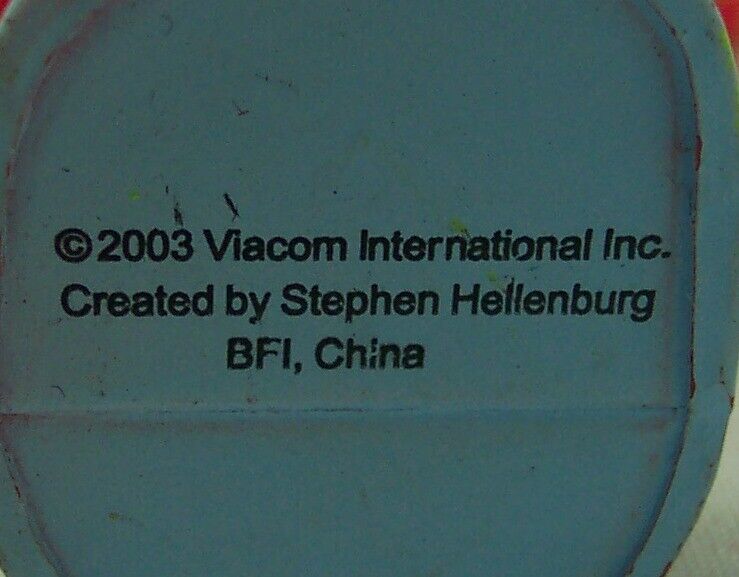 ©2003 Viacom International Inc.
Created by Stephen Hellenburg
BFI, China